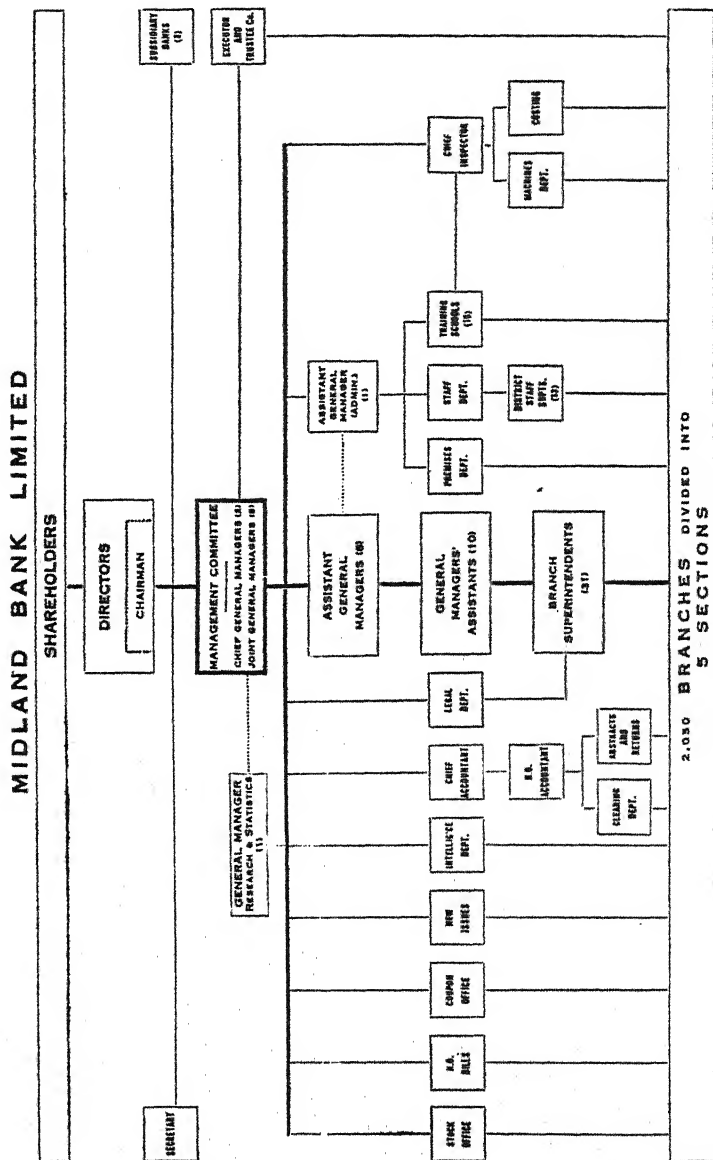 MIDLAND BANK LIMITED
SHAREHOLDERS
DIRECTORS
CHAIRMAN
SECRETARY
SUBSIDIARY
BANKS
MANAGEMENT COMMITTEE
CHIEF GENERAL MANAGERS
JOINT GENERAL MANAGERS
EXECUTOR
AND
TRUSTEE Co.
GENERAL MANAGER
RESEARCH & STATISTICS
(1)
ASSISTANT
GENERAL
MANAGERS (6)
ASSISTANT
GENERAL
MANAGER
(ADMIN.)
(1)
STOCK
OFFICE
H.O.
BILLS
COUPON
OFFICE
NEW
ISSUES
INTELLIG'CE
DEPT.
CHIEF
ACCOUNTANT
LEGAL
DEPT.
GENERAL
MANAGERS'
ASSISTANTS (10)
PREMISES
DEPT.
STAFF
DEPT.
TRAINING
SCHOOLS
CHIEF
INSPECTOR
H.O.
ACCOUNTANT
BRANCH
SUPERINTENDENTS
(31)
DISTRICT
STAFF
SUPTS.
(13)
MACHINES
DEPT.
COSTING
CLEARING
DEPT.
ABSTRACTS
AND
RETURNS
2,050 BRANCHES DIVIDED INTO
5 SECTIONS